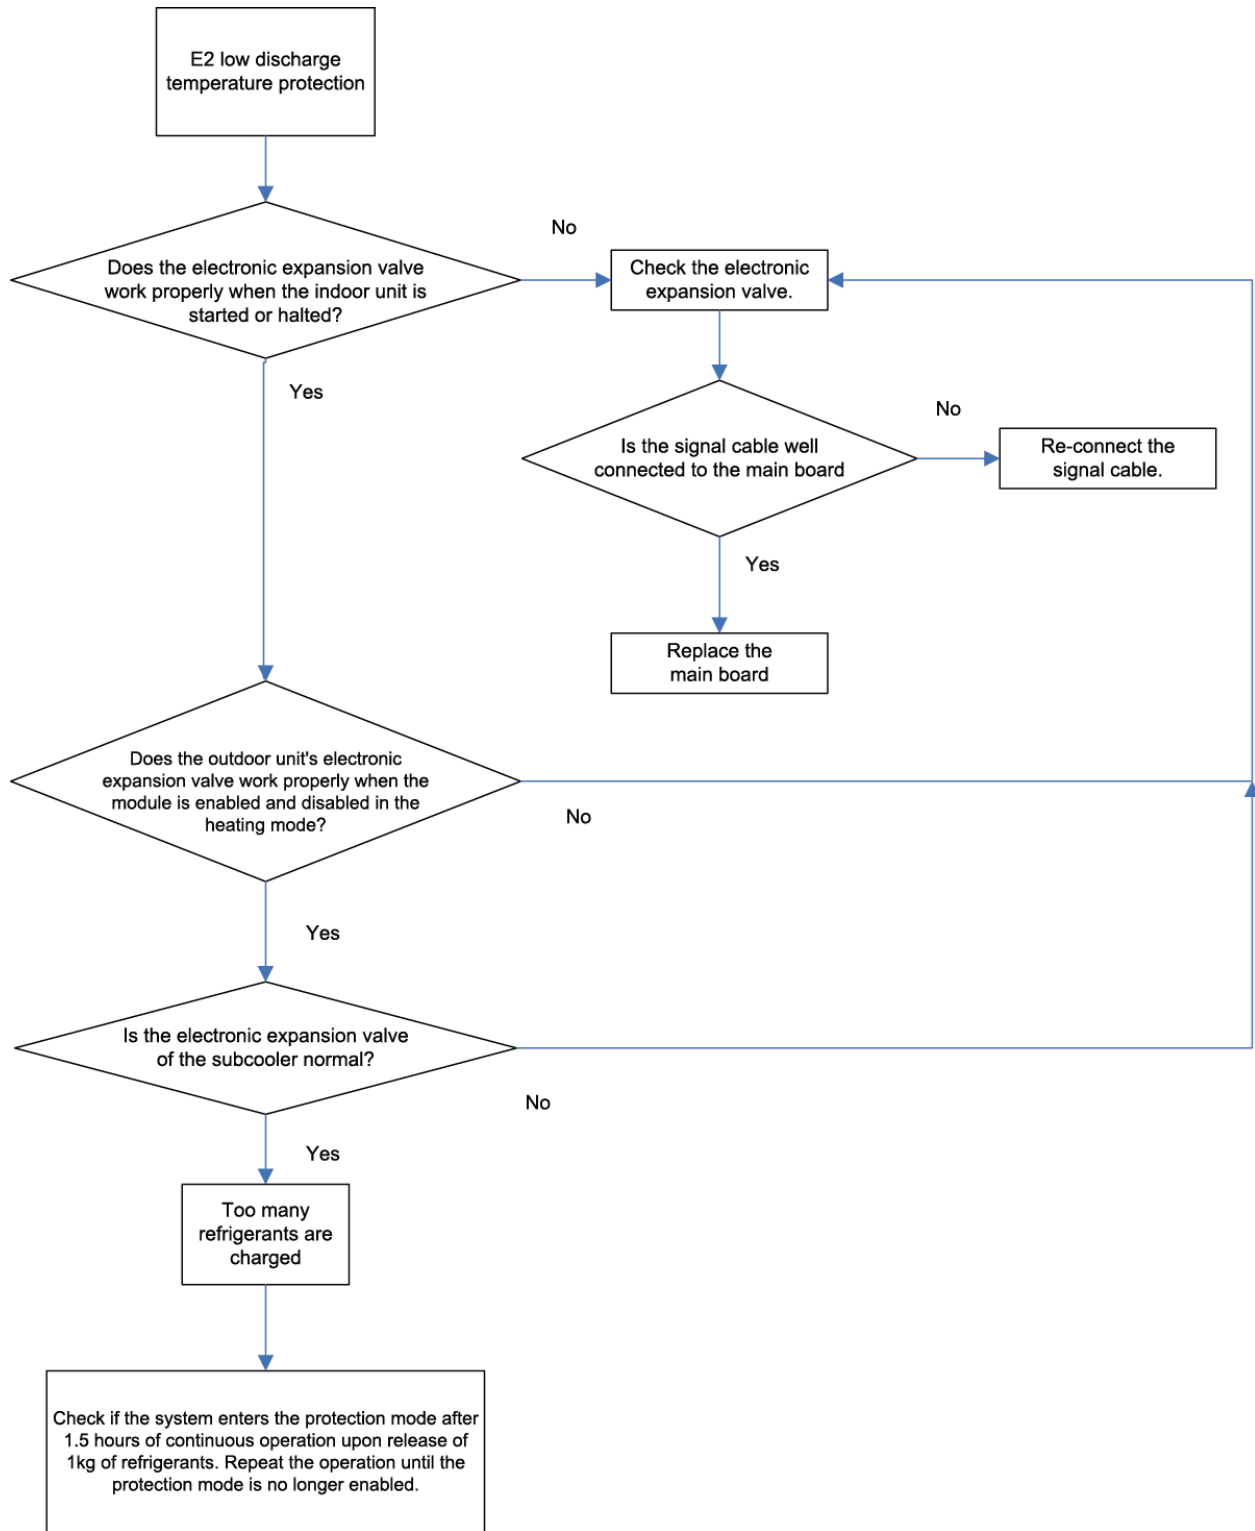 E2 low discharge
temperature protection
Does the electronic expansion valve
work properly when the indoor unit is
started or halted?
No
Check the electronic
expansion valve.
Yes
Is the signal cable well
connected to the main board
No
Re-connect the
signal cable.
Yes
Replace the
main board
Does the outdoor unit's electronic
expansion valve work properly when the
module is enabled and disabled in the
heating mode?
No
Yes
Is the electronic expansion valve
of the subcooler normal?
No
Yes
Too many
refrigerants are
charged
Check if the system enters the protection mode after
1.5 hours of continuous operation upon release of
1kg of refrigerants. Repeat the operation until the
protection mode is no longer enabled.